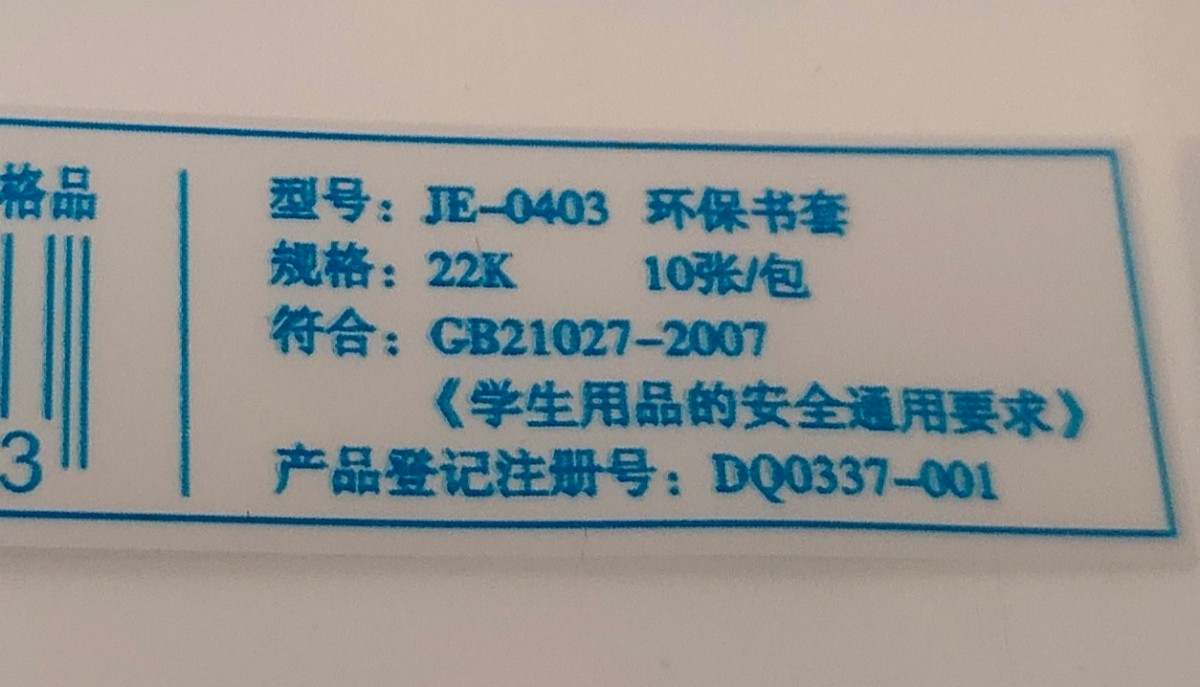 格品
3
型号：JE-0403 环保书套
规格：22K 10张/包
符合：GB21027-2007
《学生用品的安全通用要求》
产品登记注册号：DQ0337-001